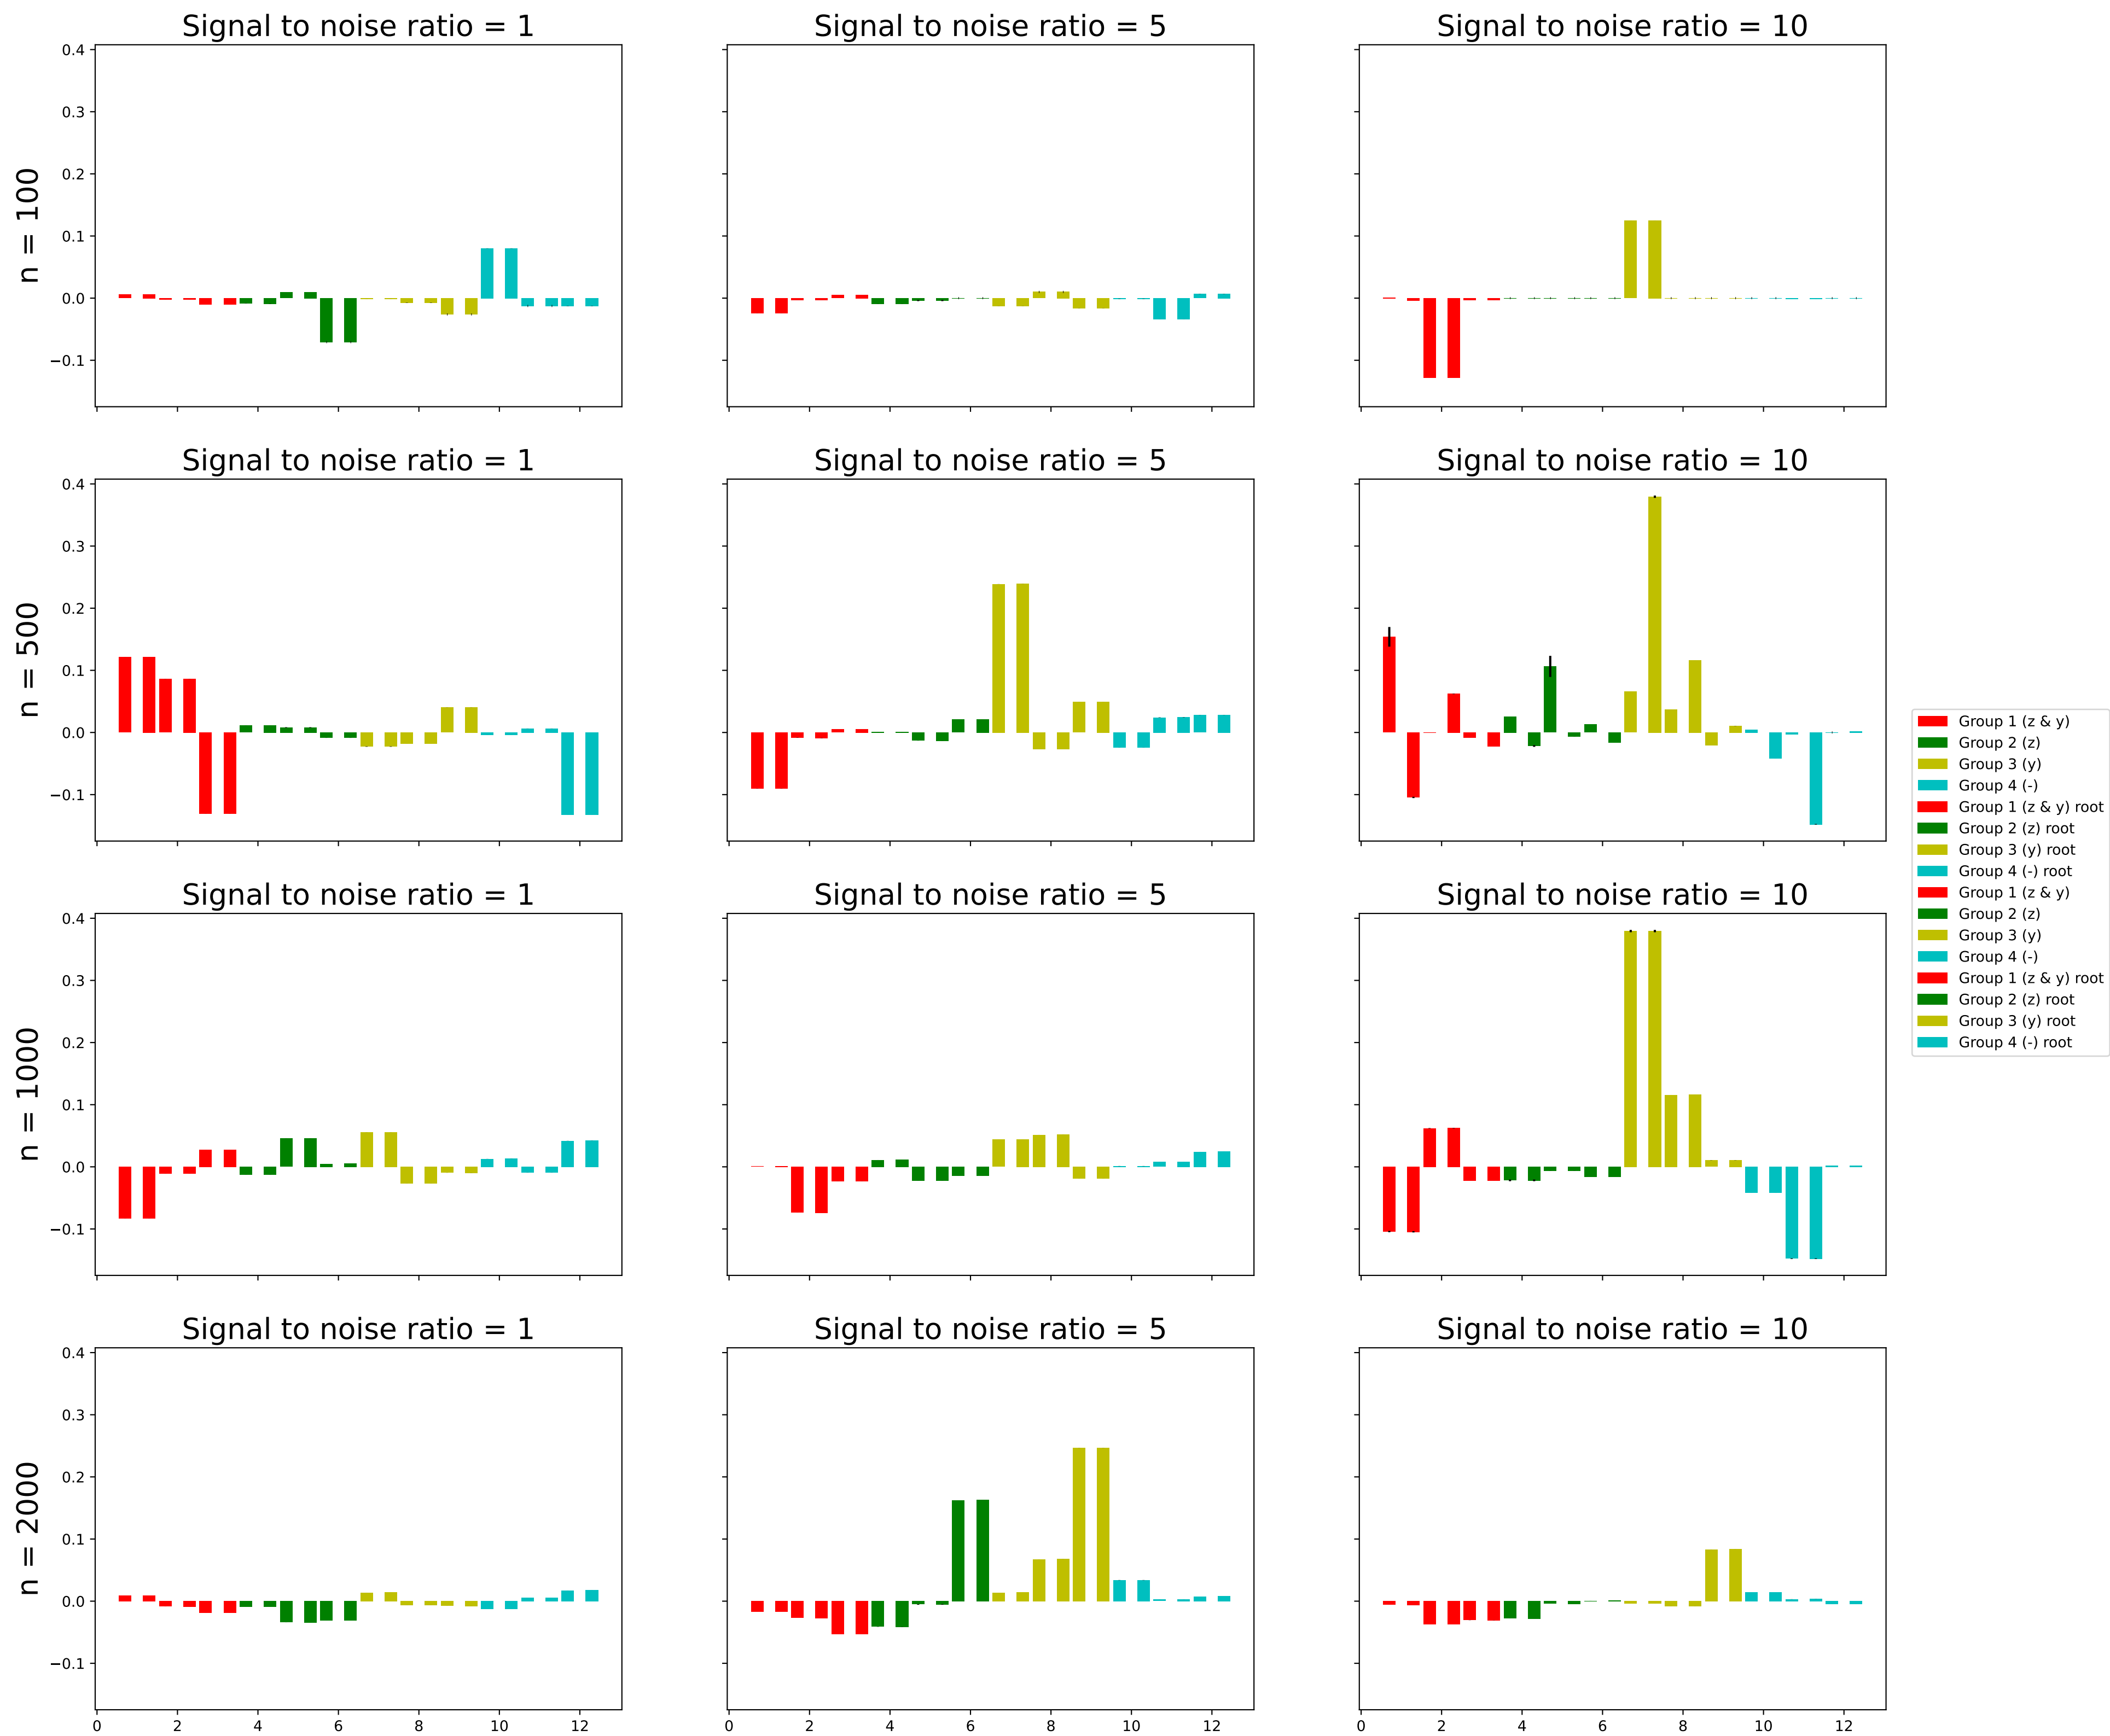 Signal to noise ratio = 1
Signal to noise ratio = 5
Signal to noise ratio = 10
n = 100
0.4
0.3
0.2
0.1
0.0
−0.1
Signal to noise ratio = 1
Signal to noise ratio = 5
Signal to noise ratio = 10
n = 500
0.4
0.3
0.2
0.1
0.0
−0.1
Group 1 (z & y)
Group 2 (z)
Group 3 (y)
Group 4 (-)
Group 1 (z & y) root
Group 2 (z) root
Group 3 (y) root
Group 4 (-) root
Group 1 (z & y)
Group 2 (z)
Group 3 (y)
Group 4 (-)
Group 1 (z & y) root
Group 2 (z) root
Group 3 (y) root
Group 4 (-) root
Signal to noise ratio = 1
Signal to noise ratio = 5
Signal to noise ratio = 10
n = 1000
0.4
0.3
0.2
0.1
0.0
−0.1
Signal to noise ratio = 1
Signal to noise ratio = 5
Signal to noise ratio = 10
n = 2000
0.4
0.3
0.2
0.1
0.0
−0.1
0 2 4 6 8 10 12
0 2 4 6 8 10 12
0 2 4 6 8 10 12